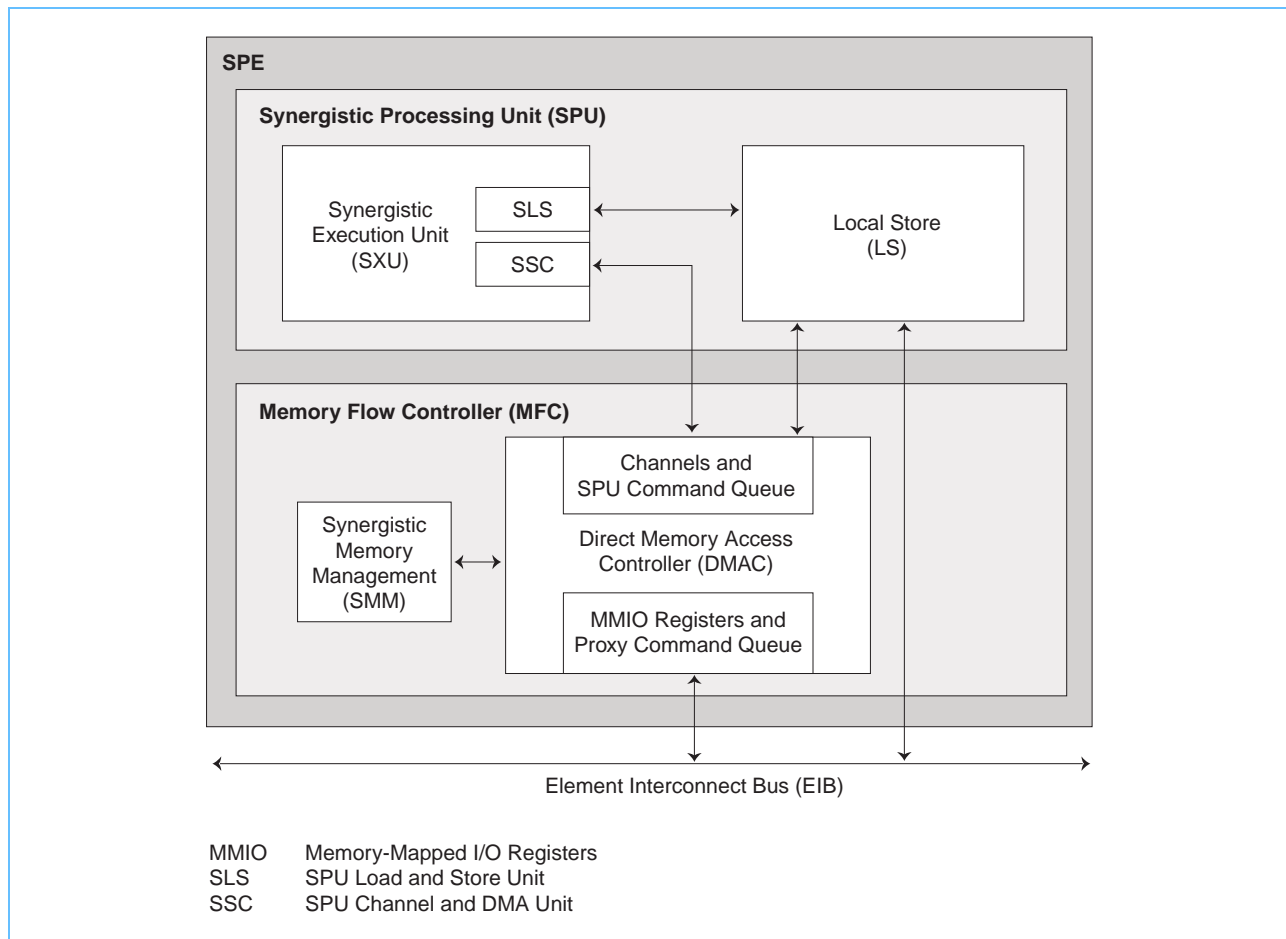 SPE
Synergistic Processing Unit (SPU)
Synergistic
Execution Unit
(SXU)
SLS
SSC
Local Store
(LS)
Memory Flow Controller (MFC)
Synergistic
Memory
Management
(SMM)
Channels and
SPU Command Queue
Direct Memory Access
Controller (DMAC)
MMIO Registers and
Proxy Command Queue
Element Interconnect Bus (EIB)
MMIO Memory-Mapped I/O Registers
SLS SPU Load and Store Unit
SSC SPU Channel and DMA Unit